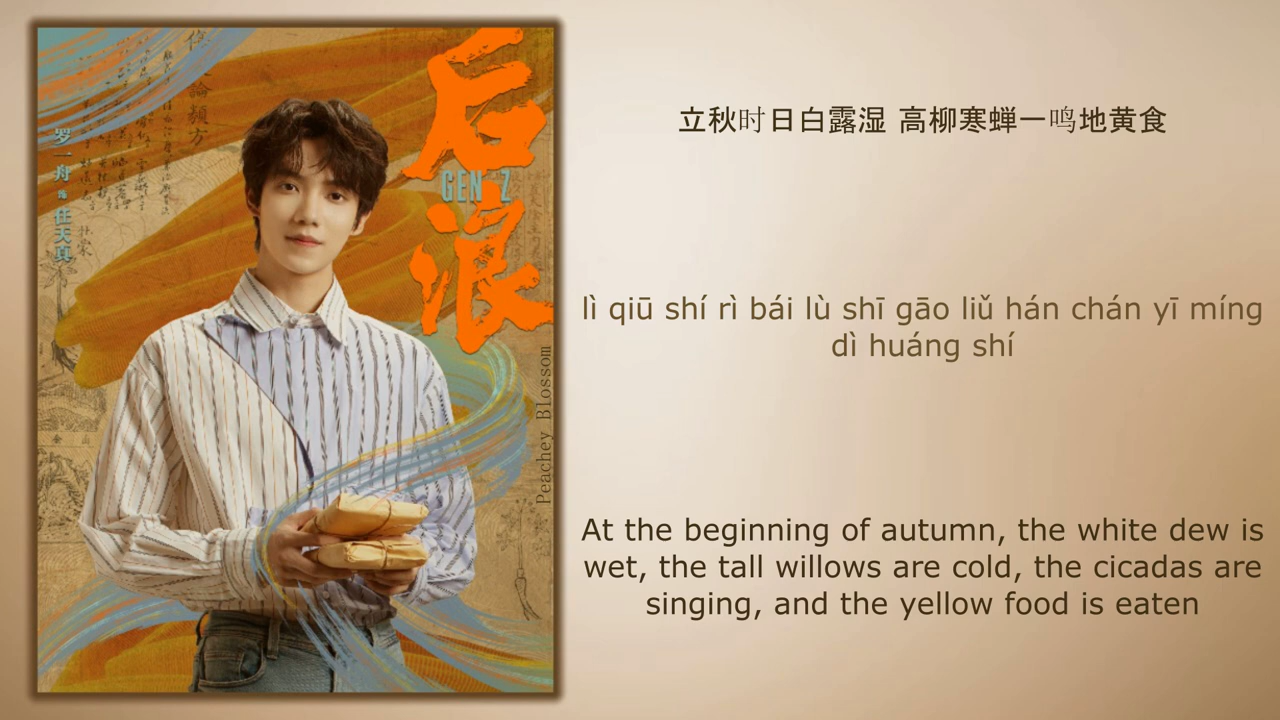 后浪
GEN Z
罗一舟 饰 任天真
論類方
Peachey Blossom
立秋时日白露湿 高柳寒蝉一鸣地黄食
lì qiū shí rì bái lù shī gāo liǔ hán chán yī míng
dì huáng shí
At the beginning of autumn, the white dew is
wet, the tall willows are cold, the cicadas are
singing, and the yellow food is eaten